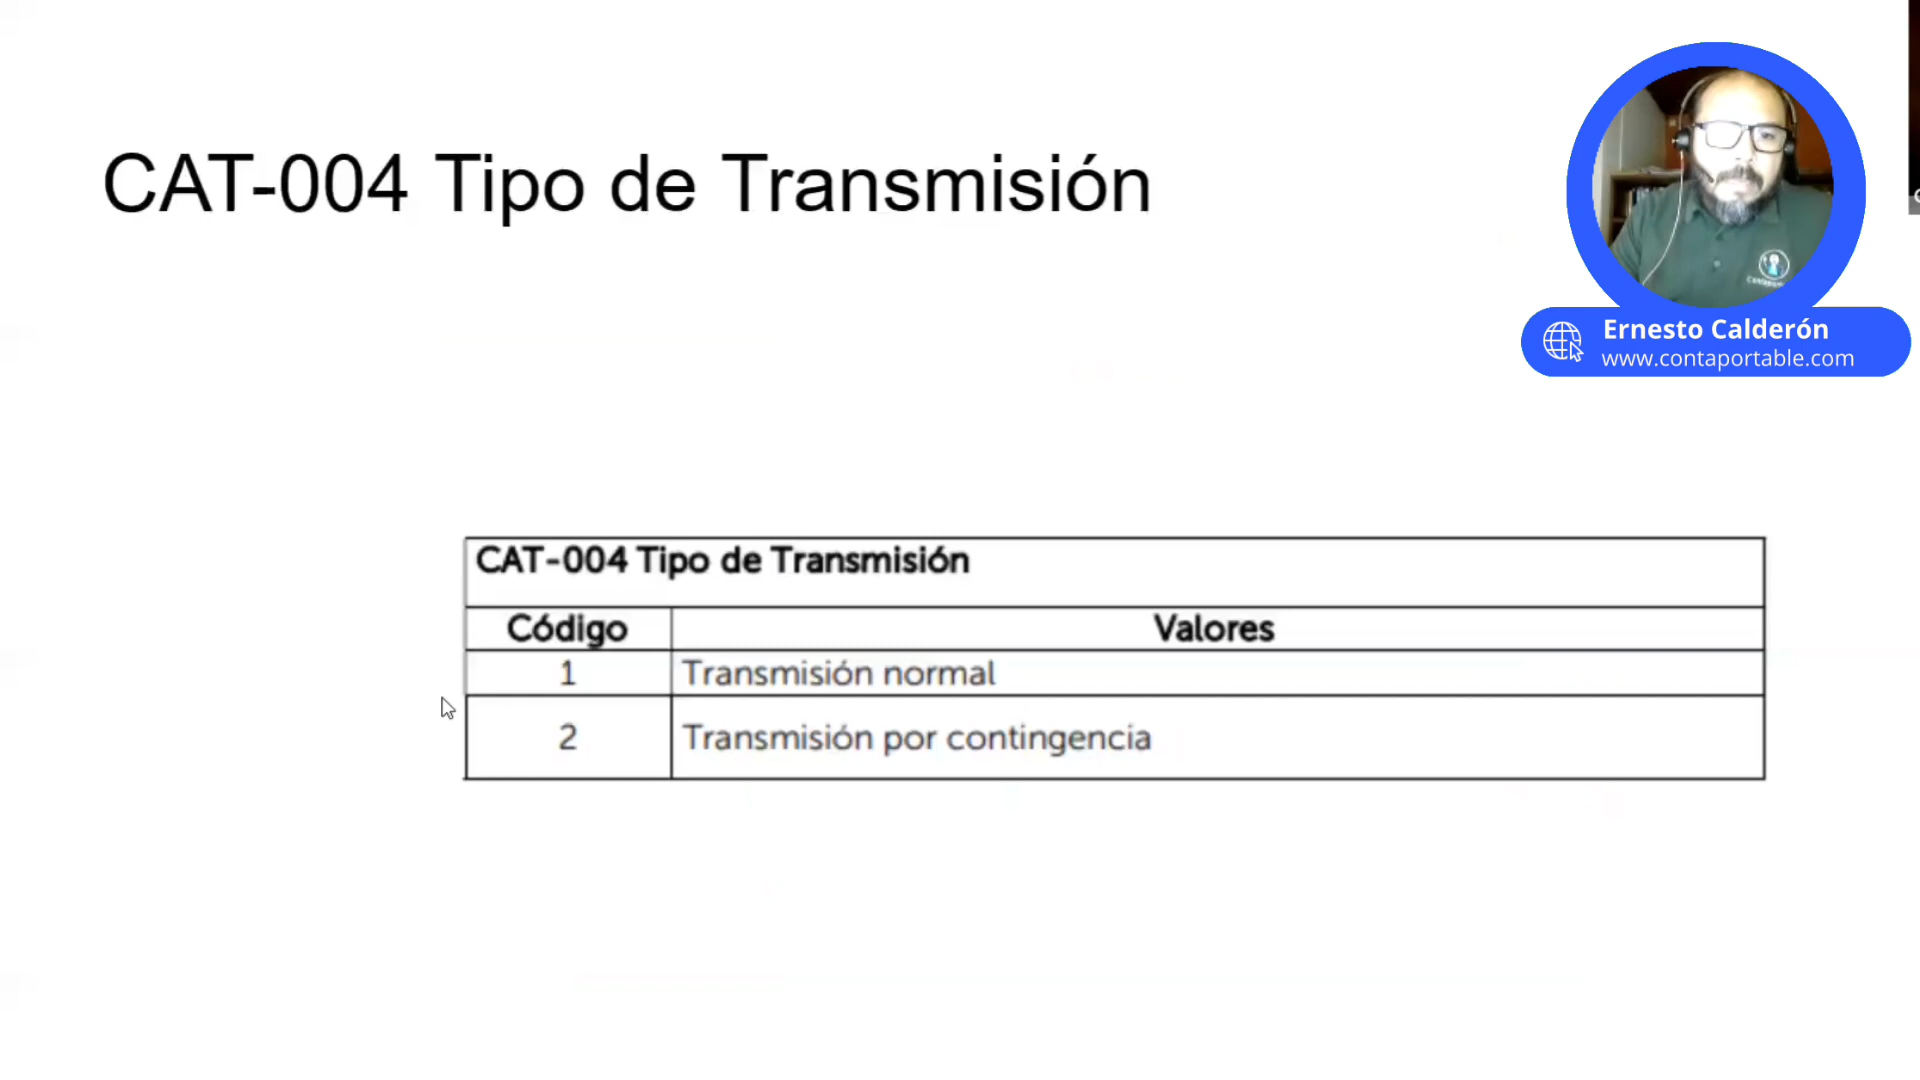 CAT-004 Tipo de Transmisión
Ernesto Calderón
www.contaportable.com
CAT-004 Tipo de Transmisión
Código Valores
1 Transmisión normal
2 Transmisión por contingencia